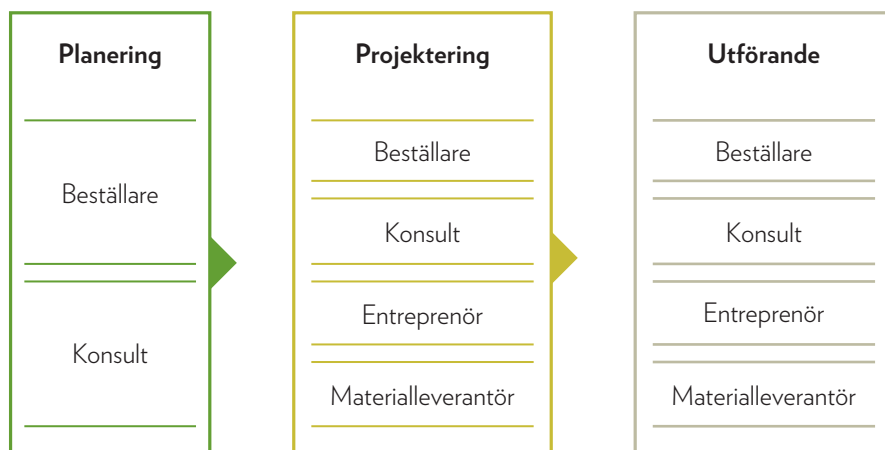 Planering
Beställare
Konsult
Projektering
Beställare
Konsult
Entreprenör
Materialleverantör
Utförande
Beställare
Konsult
Entreprenör
Materialleverantör